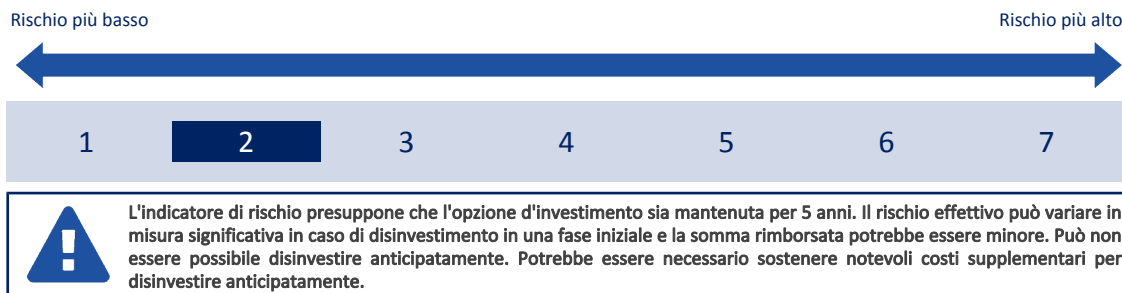 Rischio più basso Rischio più alto
1 2 3 4 5 6 7
L'indicatore di rischio presuppone che l'opzione d'investimento sia mantenuta per 5 anni. Il rischio effettivo può variare in
misura significativa in caso di disinvestimento in una fase iniziale e la somma rimborsata potrebbe essere minore. Può non
essere possibile disinvestire anticipatamente. Potrebbe essere necessario sostenere notevoli costi supplementari per
disinvestire anticipatamente.